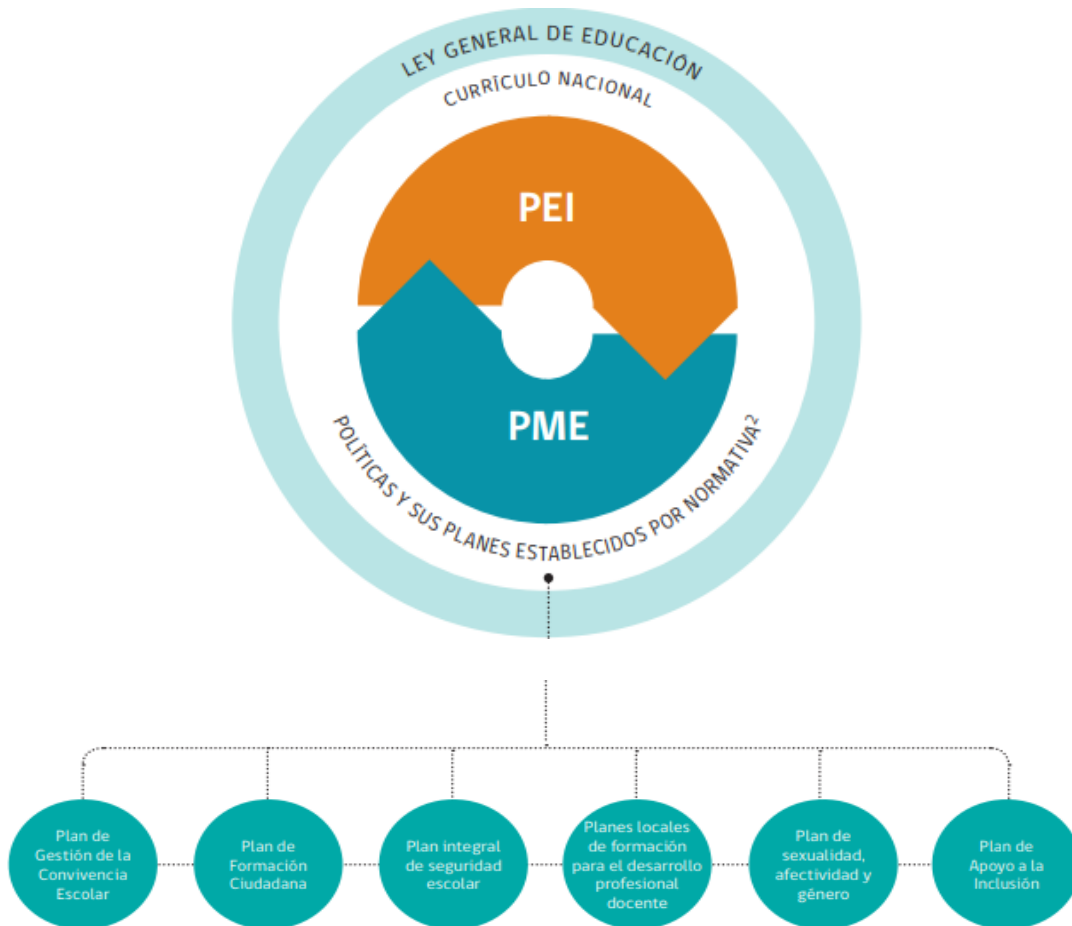 LEY GENERAL DE EDUCACIÓN
CURRÍCULO NACIONAL
PEI
PME
POLÍTICAS Y SUS PLANES ESTABLECIDOS POR NORMATIVA²
Plan de
Gestión de la
Convivencia
Escolar
Plan de
Formación
Ciudadana
Plan integral
de seguridad
escolar
Planes locales
de formación
para el desarrollo
profesional
docente
Plan de
sexualidad,
afectividad y
género
Plan de
Apoyo a la
Inclusión